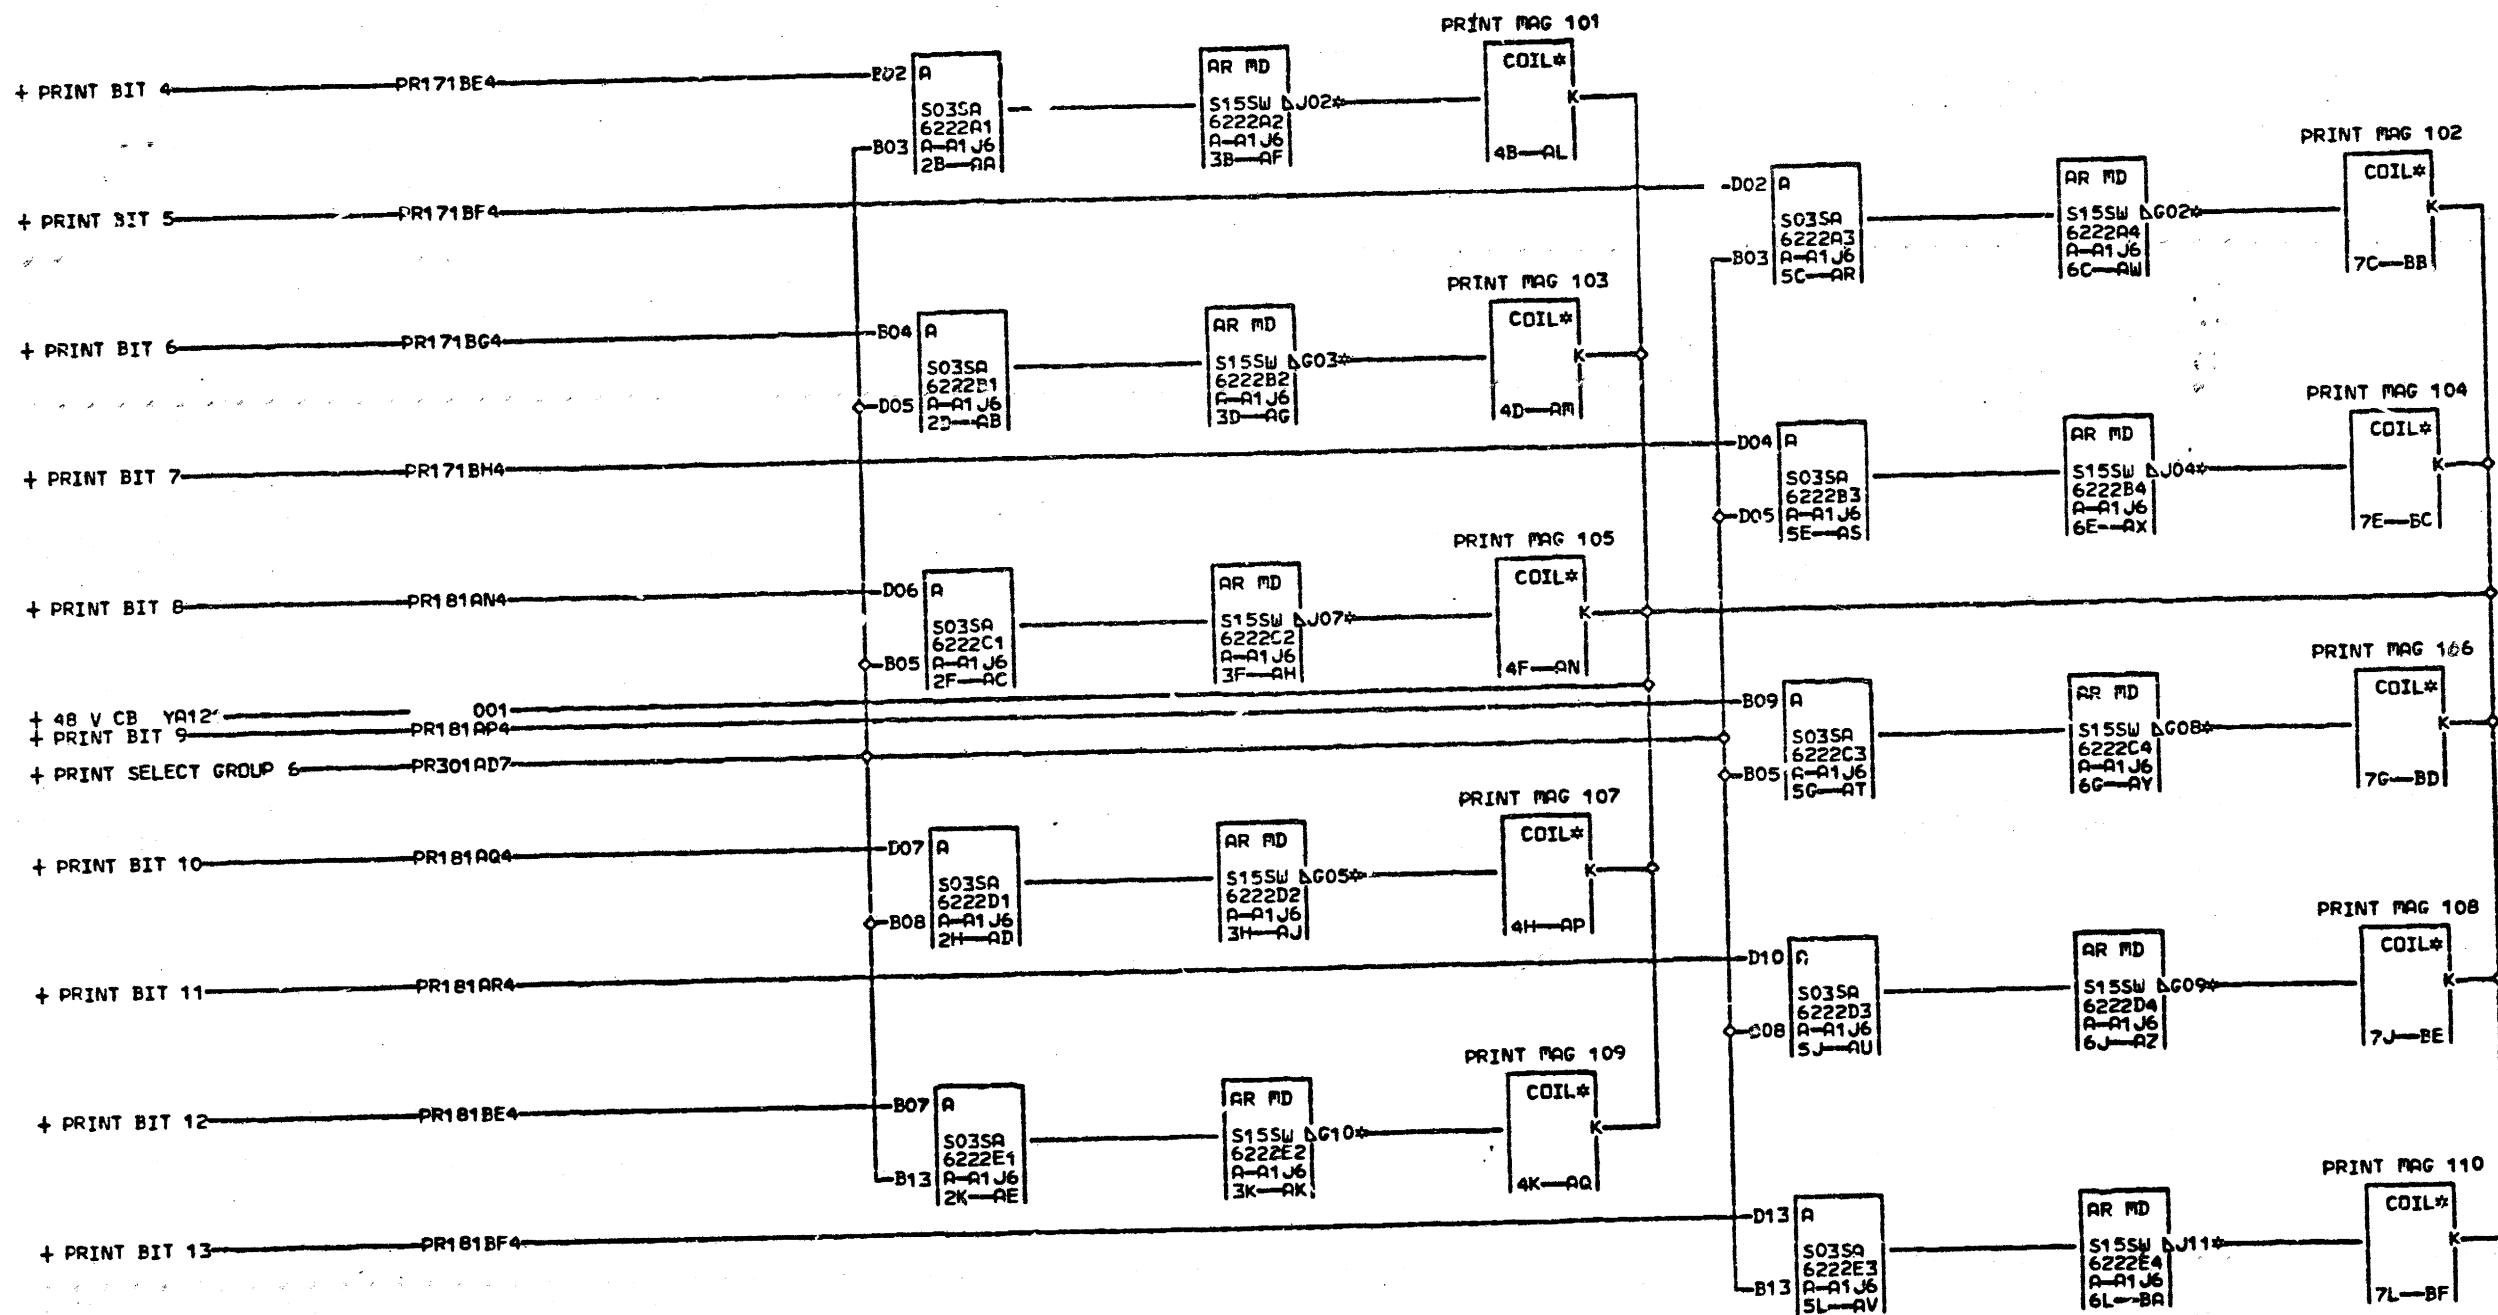 PRINT MAG 101
+ PRINT BIT 4 PR171BE4
B03
A
S03SA
6222A1
A-A1J6
2B-AA
AR MD
S15SW J02*
6222A2
A-A1J6
3B-AF
COIL*
K
4B-AL
PRINT MAG 102
+ PRINT BIT 5 PR171BF4 D02
B03
A
S03SA
6222A3
A-A1J6
5C-AR
AR MD
S15SW G02*
6222A4
A-A1J6
6C-AW
COIL*
K
7C-BB
PRINT MAG 103
+ PRINT BIT 6 PR171BG4 B04
D05
A
S03SA
6222B1
A-A1J6
2D-AB
AR MD
S15SW G03*
6222B2
A-A1J6
3D-AG
COIL*
K
4D-AM
PRINT MAG 104
+ PRINT BIT 7 PR171BH4 D04
D05
A
S03SA
6222B3
A-A1J6
5E-AS
AR MD
S15SW J04*
6222B4
A-A1J6
6E-AX
COIL*
K
7E-BC
PRINT MAG 105
+ PRINT BIT 8 PR181AN4 D06
B05
A
S03SA
6222C1
A-A1J6
2F-AC
AR MD
S15SW J07*
6222C2
A-A1J6
3F-AH
COIL*
K
4F-AN
+ 48 V CB 001
PRINT MAG 106
+ PRINT BIT 9 PR181AP4 B09
B05
A
S03SA
6222C3
A-A1J6
5G-AT
AR MD
S15SW G08*
6222C4
A-A1J6
6G-AY
COIL*
K
7G-BD
+ PRINT SELECT GROUP 6 PR301AD7
PRINT MAG 107
+ PRINT BIT 10 PR181AQ4 D07
B08
A
S03SA
6222D1
A-A1J6
2H-AD
AR MD
S15SW G05*
6222D2
A-A1J6
3H-AJ
COIL*
K
4H-AP
PRINT MAG 108
+ PRINT BIT 11 PR181AR4 D10
A
S03SA
6222D3
A-A1J6
5J-AU
AR MD
S15SW G09*
6222D4
A-A1J6
6J-AZ
COIL*
K
7J-BE
PRINT MAG 109
+ PRINT BIT 12 PR181BE4 B07
B13
A
S03SA
6222E1
A-A1J6
2K-AE
AR MD
S15SW G10*
6222E2
A-A1J6
3K-AK
COIL*
K
4K-AQ
PRINT MAG 110
+ PRINT BIT 13 PR181BF4 D13
B13
A
S03SA
6222E3
A-A1J6
5L-AV
AR MD
S15SW J11*
6222E4
A-A1J6
6L-BA
COIL*
K
7L-BF